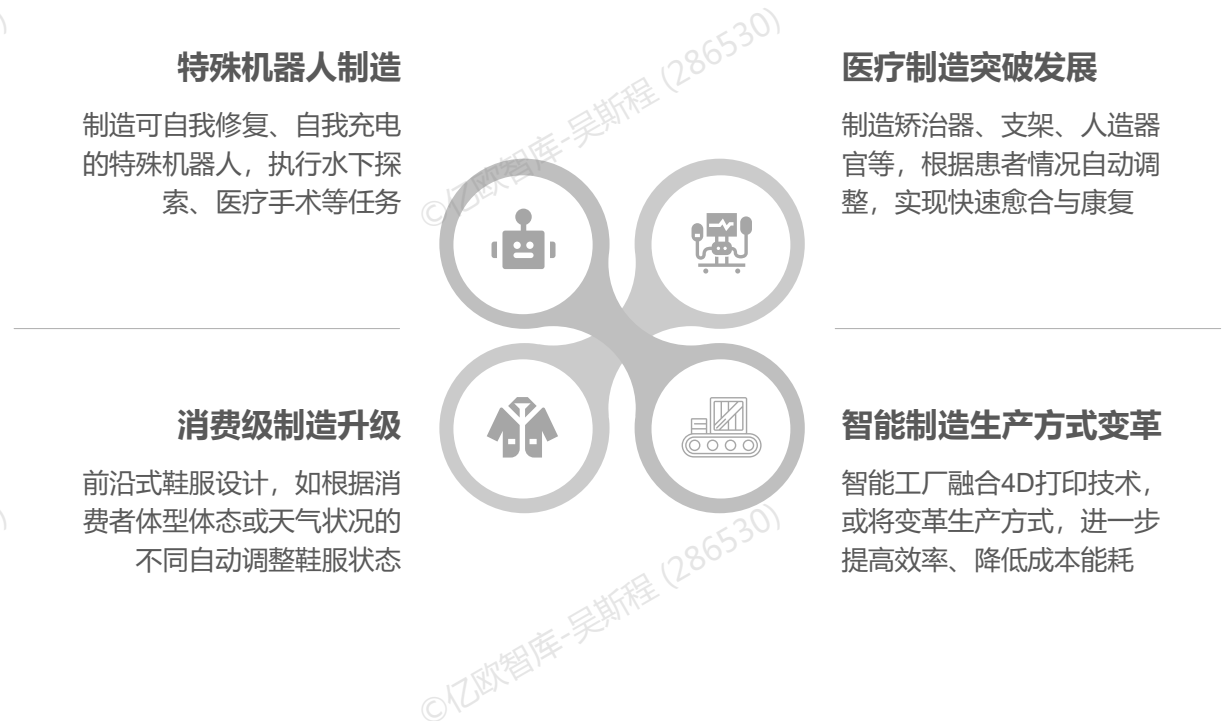 特殊机器人制造
制造可自我修复、自我充电
的特殊机器人，执行水下探
索、医疗手术等任务
医疗制造突破发展
制造矫治器、支架、人造器
官等，根据患者情况自动调
整，实现快速愈合与康复
消费级制造升级
前沿式鞋服设计，如根据消
费者体型体态或天气状况的
不同自动调整鞋服状态
智能制造生产方式变革
智能工厂融合4D打印技术，
或将变革生产方式，进一步
提高效率、降低成本能耗
©亿欧智库-吴斯程 (286530)
©亿欧智库-吴斯程 (286530)
)
)